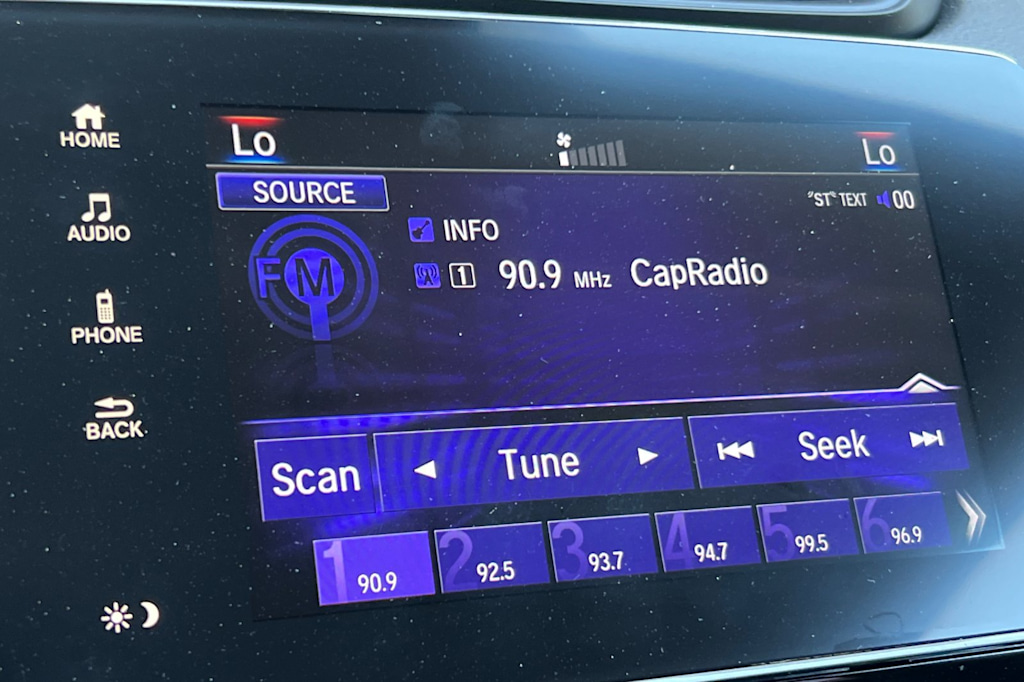 HOME
AUDIO
PHONE
BACK
Lo Lo
SOURCE
"ST" TEXT 00
FM
INFO
1 90.9 MHz CapRadio
Scan Tune Seek
1 90.9 2 92.5 3 93.7 4 94.7 5 99.5 6 96.9